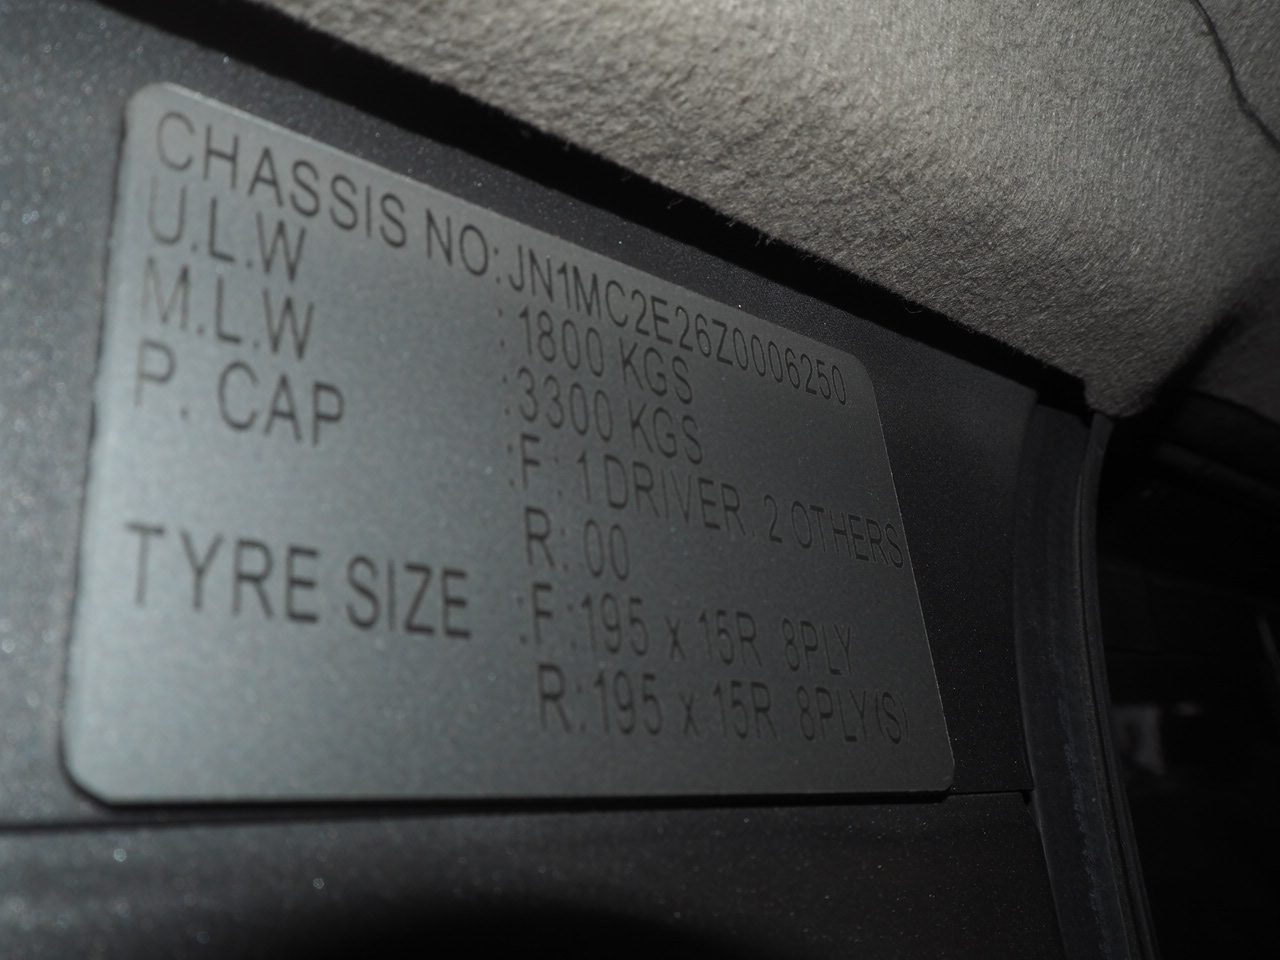 CHASSIS NO: JN1MC2E26Z0006250
U.L.W : 1800 KGS
M.L.W : 3300 KGS
P. CAP : F: 1 DRIVER. 2 OTHERS
R: 00
TYRE SIZE : F: 195 x 15R 8PLY
R: 195 x 15R 8PLY(S)